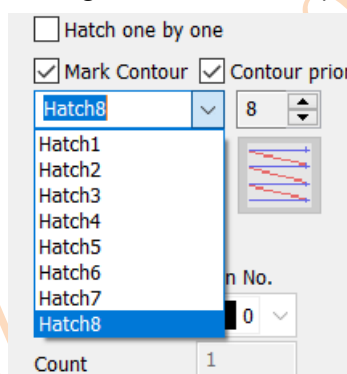 Hatch one by one
Mark Contour Contour prior
Hatch8 8
Hatch1
Hatch2
Hatch3
Hatch4
Hatch5
Hatch6
Hatch7
n No.
Hatch8 0
Count 1